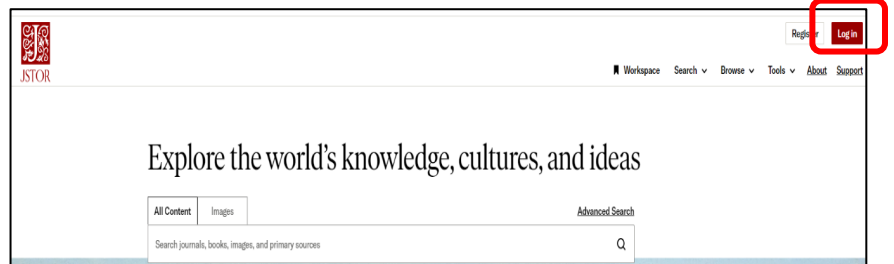 Register Log in
JSTOR
Workspace Search Browse Tools About Support
Explore the world's knowledge, cultures, and ideas
All Content Images Advanced Search
Search journals, books, images, and primary sources